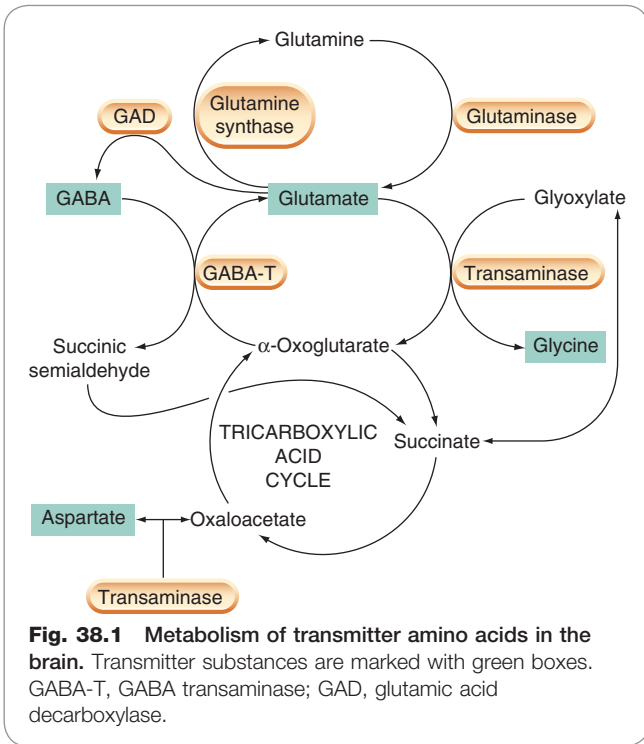 Glutamine
GAD
Glutamine
synthase
Glutaminase
GABA
Glutamate
Glyoxylate
GABA-T
Transaminase
Succinic
semialdehyde
α-Oxoglutarate
Glycine
TRICARBOXYLIC
ACID
CYCLE
Succinate
Aspartate
Oxaloacetate
Transaminase
Fig. 38.1 Metabolism of transmitter amino acids in the
brain. Transmitter substances are marked with green boxes.
GABA-T, GABA transaminase; GAD, glutamic acid
decarboxylase.